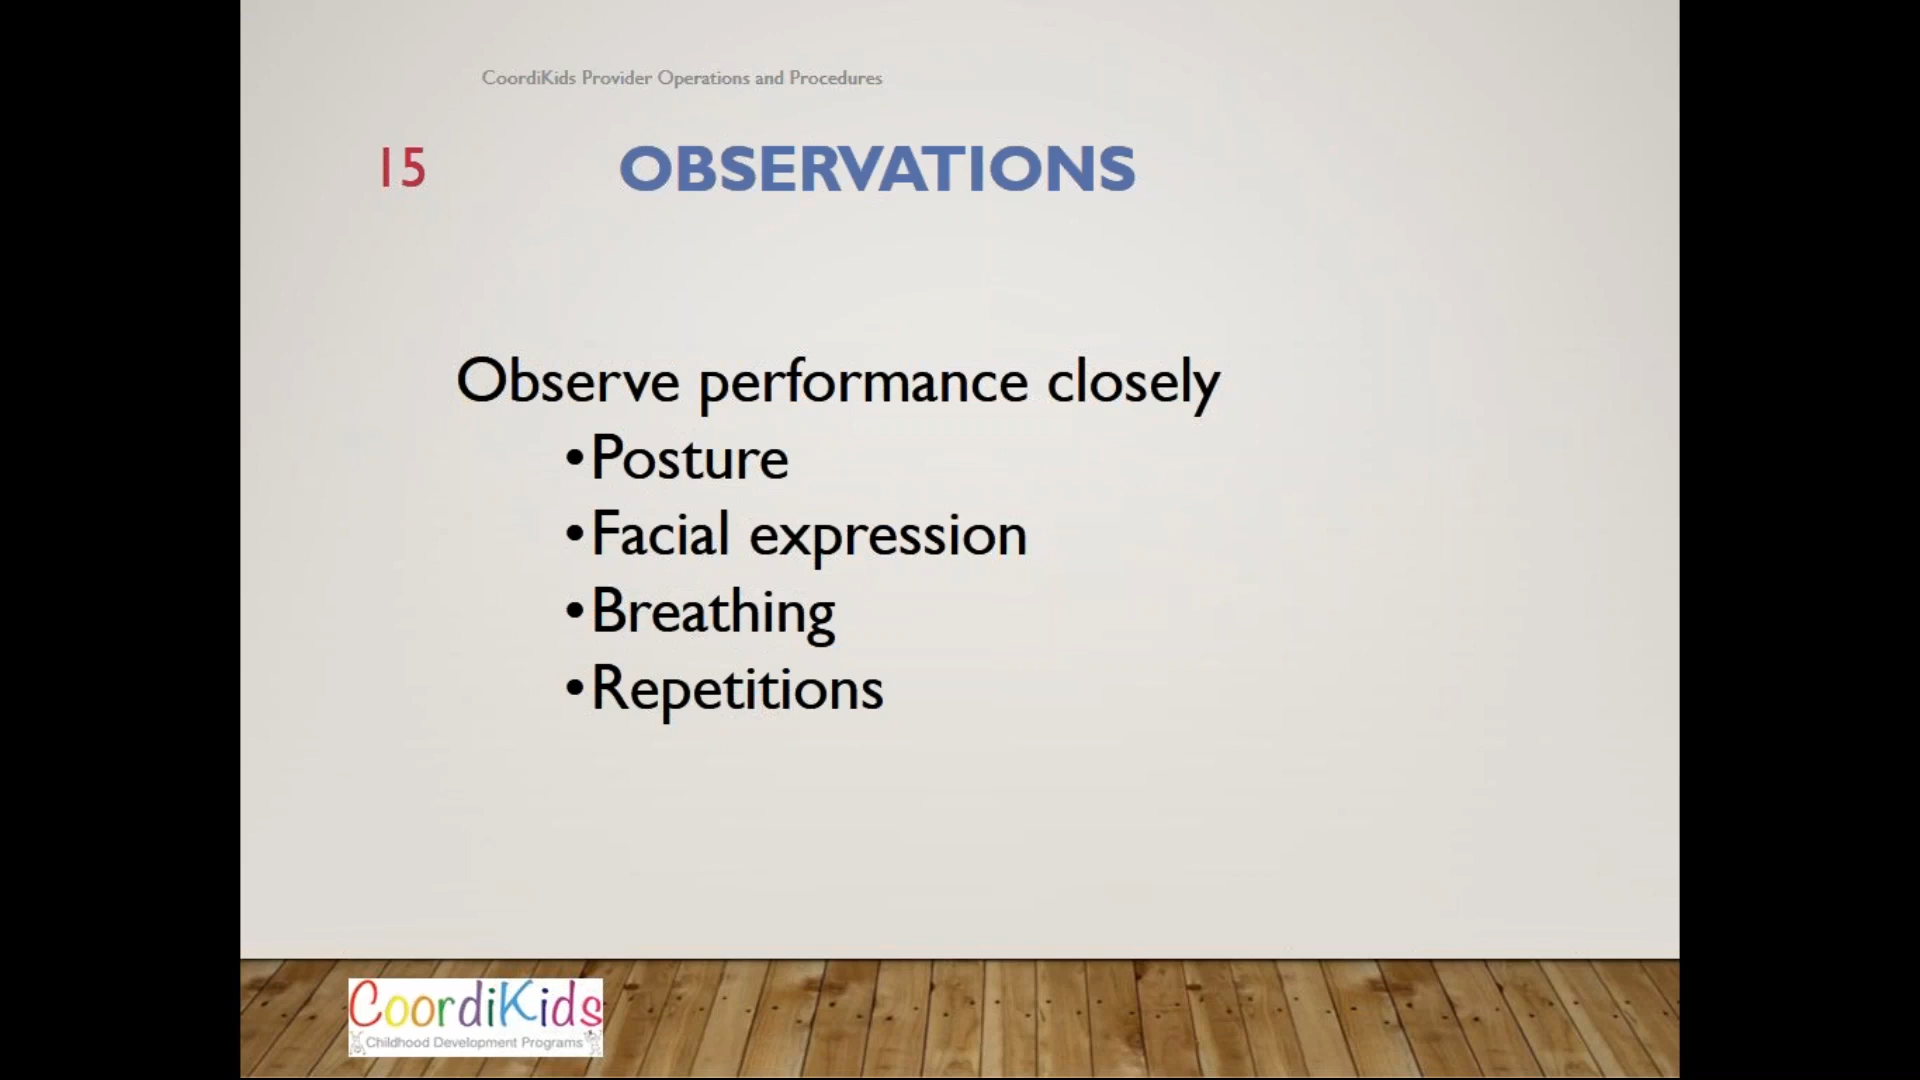 CoordiKids Provider Operations and Procedures
15
OBSERVATIONS
Observe performance closely
•Posture
•Facial expression
•Breathing
•Repetitions
CoordiKids
Childhood Development Programs